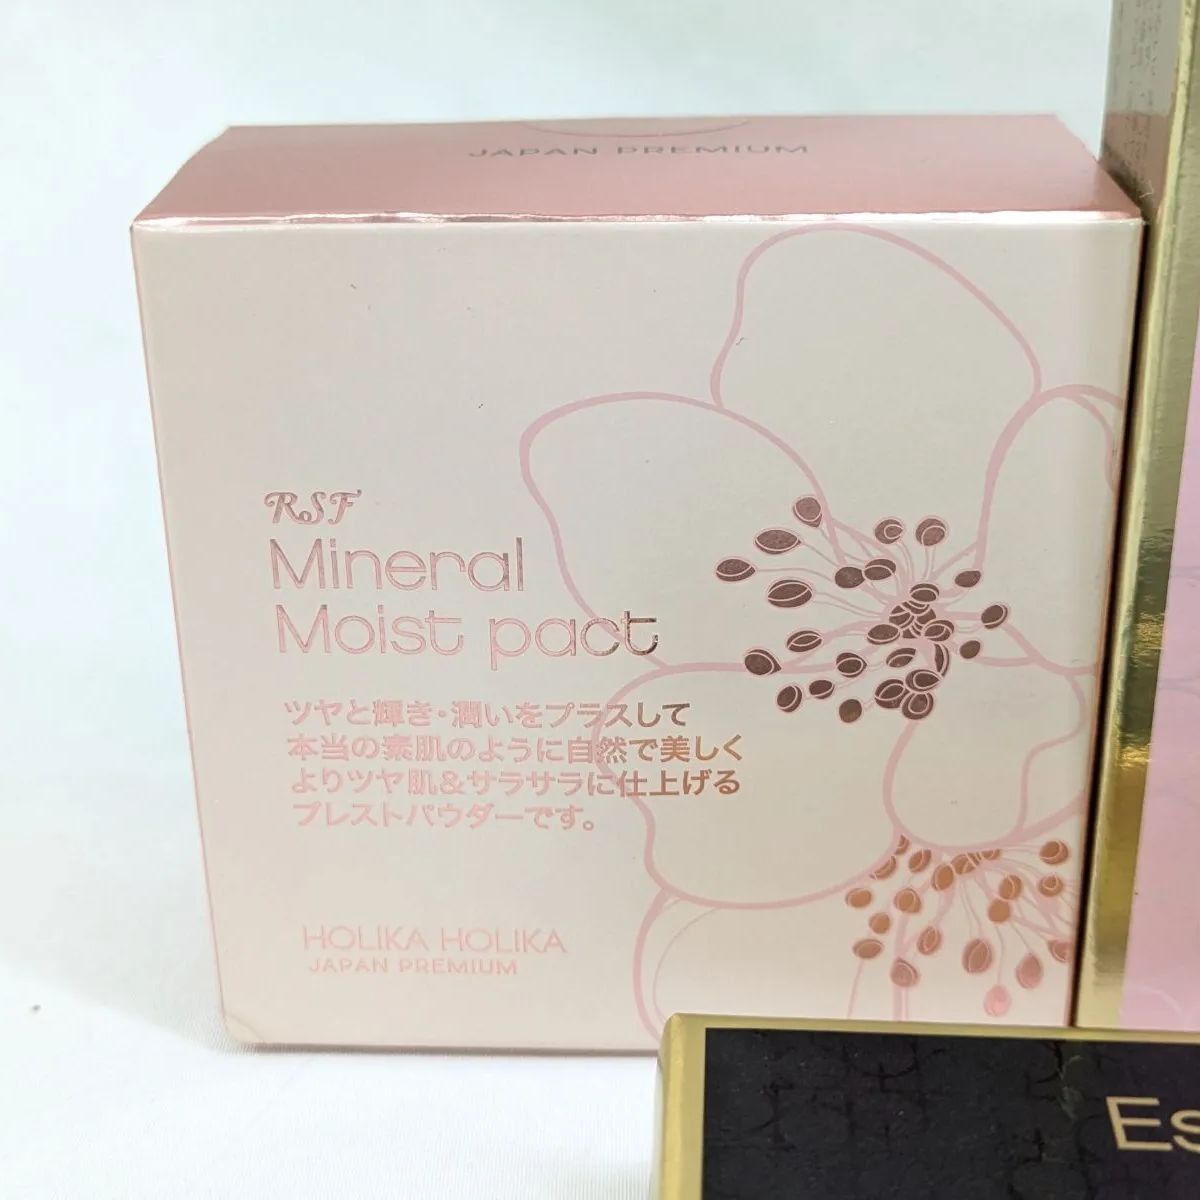 JAPAN PREMIUM
RSF
Mineral
Moist pact
ツヤと輝き・潤いをプラスして
本当の素肌のように自然で美しく
よりツヤ肌＆サラサラに仕上げる
プレストパウダーです。
HOLIKA HOLIKA
JAPAN PREMIUM